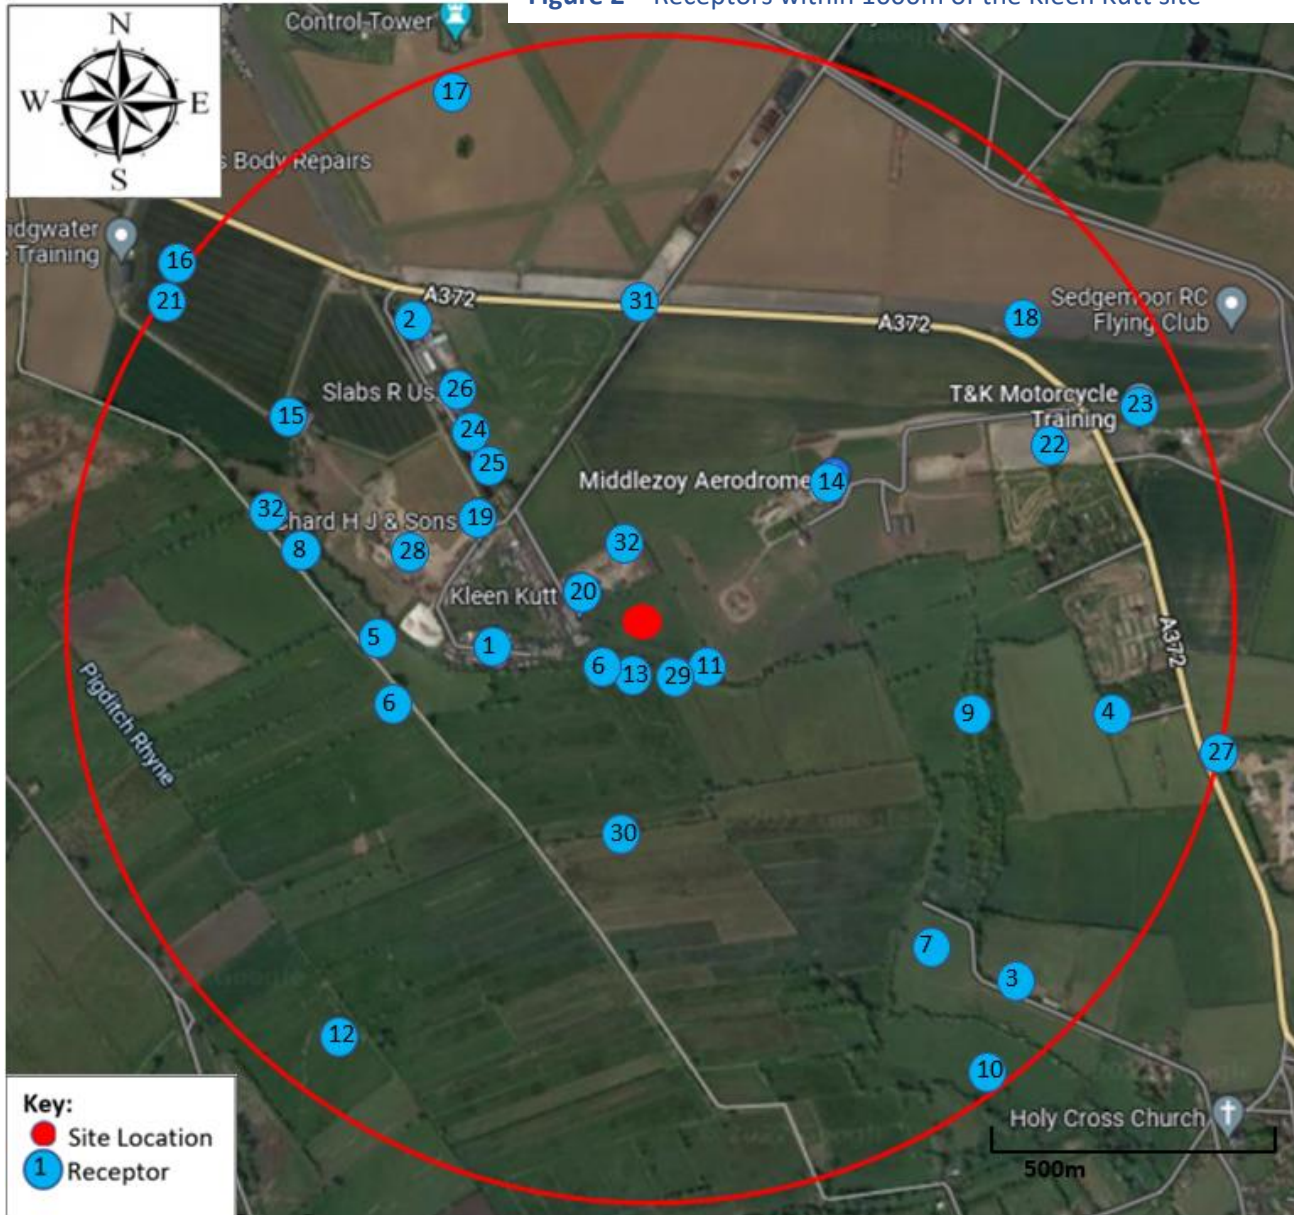 Figure 2 – Receptors within 1000m of the Kleen Kutt site
N
W E
S
Control Tower
17
s Body Repairs
idgwater
Training
16
21
A372
2
31
A372
18
Sedgemoor RC
Flying Club
Slabs R Us
26
T&K Motorcycle
Training
23
15
24
22
25
Middlezoy Aerodrome
14
32
chard H J & Sons
19
8
28
32
Kleen Kutt
20
5
1
A372
6
13
29
11
6
9
4
Pigditch Rhyne
27
30
7
3
12
10
Key:
Site Location
1 Receptor
Holy Cross Church
500m